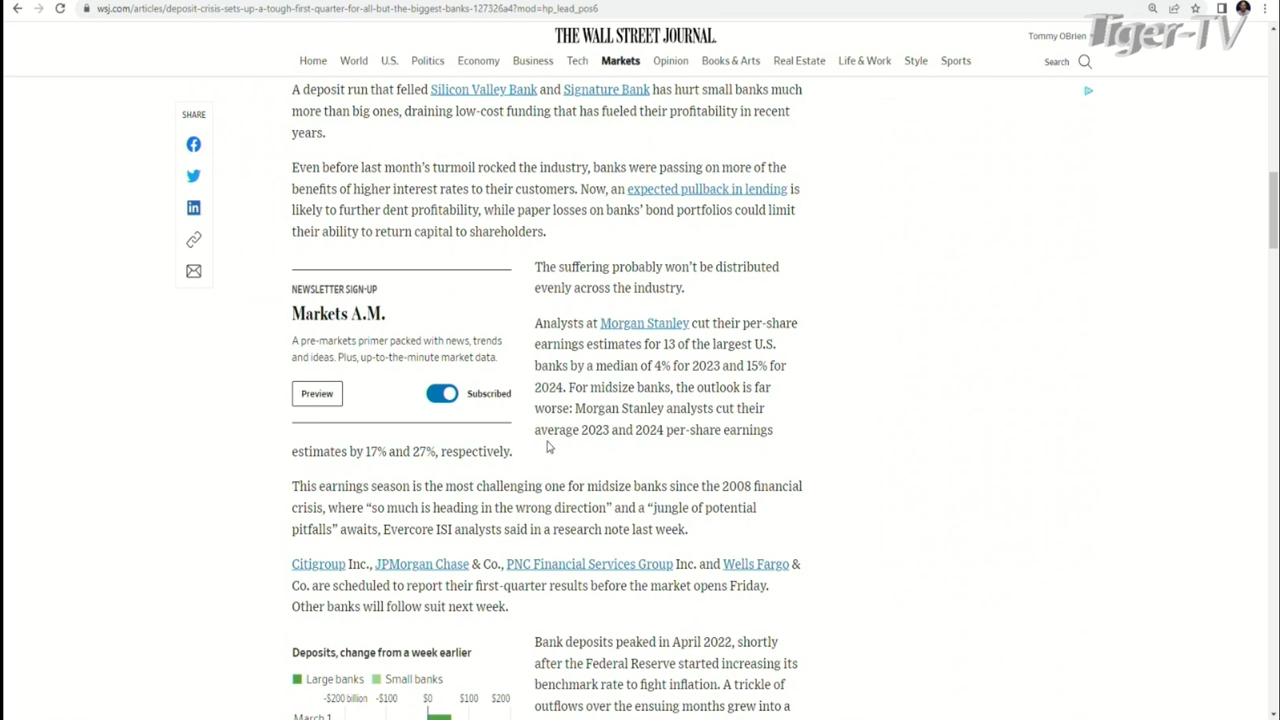 wsj.com/articles/deposit-crisis-sets-up-a-tough-first-quarter-for-all-but-the-biggest-banks-127326a4?mod=hp_lead_pos6
Tiger-TV
THE WALL STREET JOURNAL.
Tommy OBrien
Home World U.S. Politics Economy Business Tech Markets Opinion Books & Arts Real Estate Life & Work Style Sports Search
A deposit run that felled Silicon Valley Bank and Signature Bank has hurt small banks much
more than big ones, draining low-cost funding that has fueled their profitability in recent
years.
SHARE
Even before last month's turmoil rocked the industry, banks were passing on more of the
benefits of higher interest rates to their customers. Now, an expected pullback in lending is
likely to further dent profitability, while paper losses on banks' bond portfolios could limit
their ability to return capital to shareholders.
NEWSLETTER SIGN-UP
Markets A.M.
A pre-markets primer packed with news, trends
and ideas. Plus, up-to-the-minute market data.
Preview
Subscribed
The suffering probably won't be distributed
evenly across the industry.
Analysts at Morgan Stanley cut their per-share
earnings estimates for 13 of the largest U.S.
banks by a median of 4% for 2023 and 15% for
2024. For midsize banks, the outlook is far
worse: Morgan Stanley analysts cut their
average 2023 and 2024 per-share earnings
estimates by 17% and 27%, respectively.
This earnings season is the most challenging one for midsize banks since the 2008 financial
crisis, where “so much is heading in the wrong direction” and a “jungle of potential
pitfalls” awaits, Evercore ISI analysts said in a research note last week.
Citigroup Inc., JPMorgan Chase & Co., PNC Financial Services Group Inc. and Wells Fargo &
Co. are scheduled to report their first-quarter results before the market opens Friday.
Other banks will follow suit next week.
Deposits, change from a week earlier
Large banks Small banks
-$200 billion -$100 $0 $100 $200
March 1
Bank deposits peaked in April 2022, shortly
after the Federal Reserve started increasing its
benchmark rate to fight inflation. A trickle of
outflows over the ensuing months grew into a